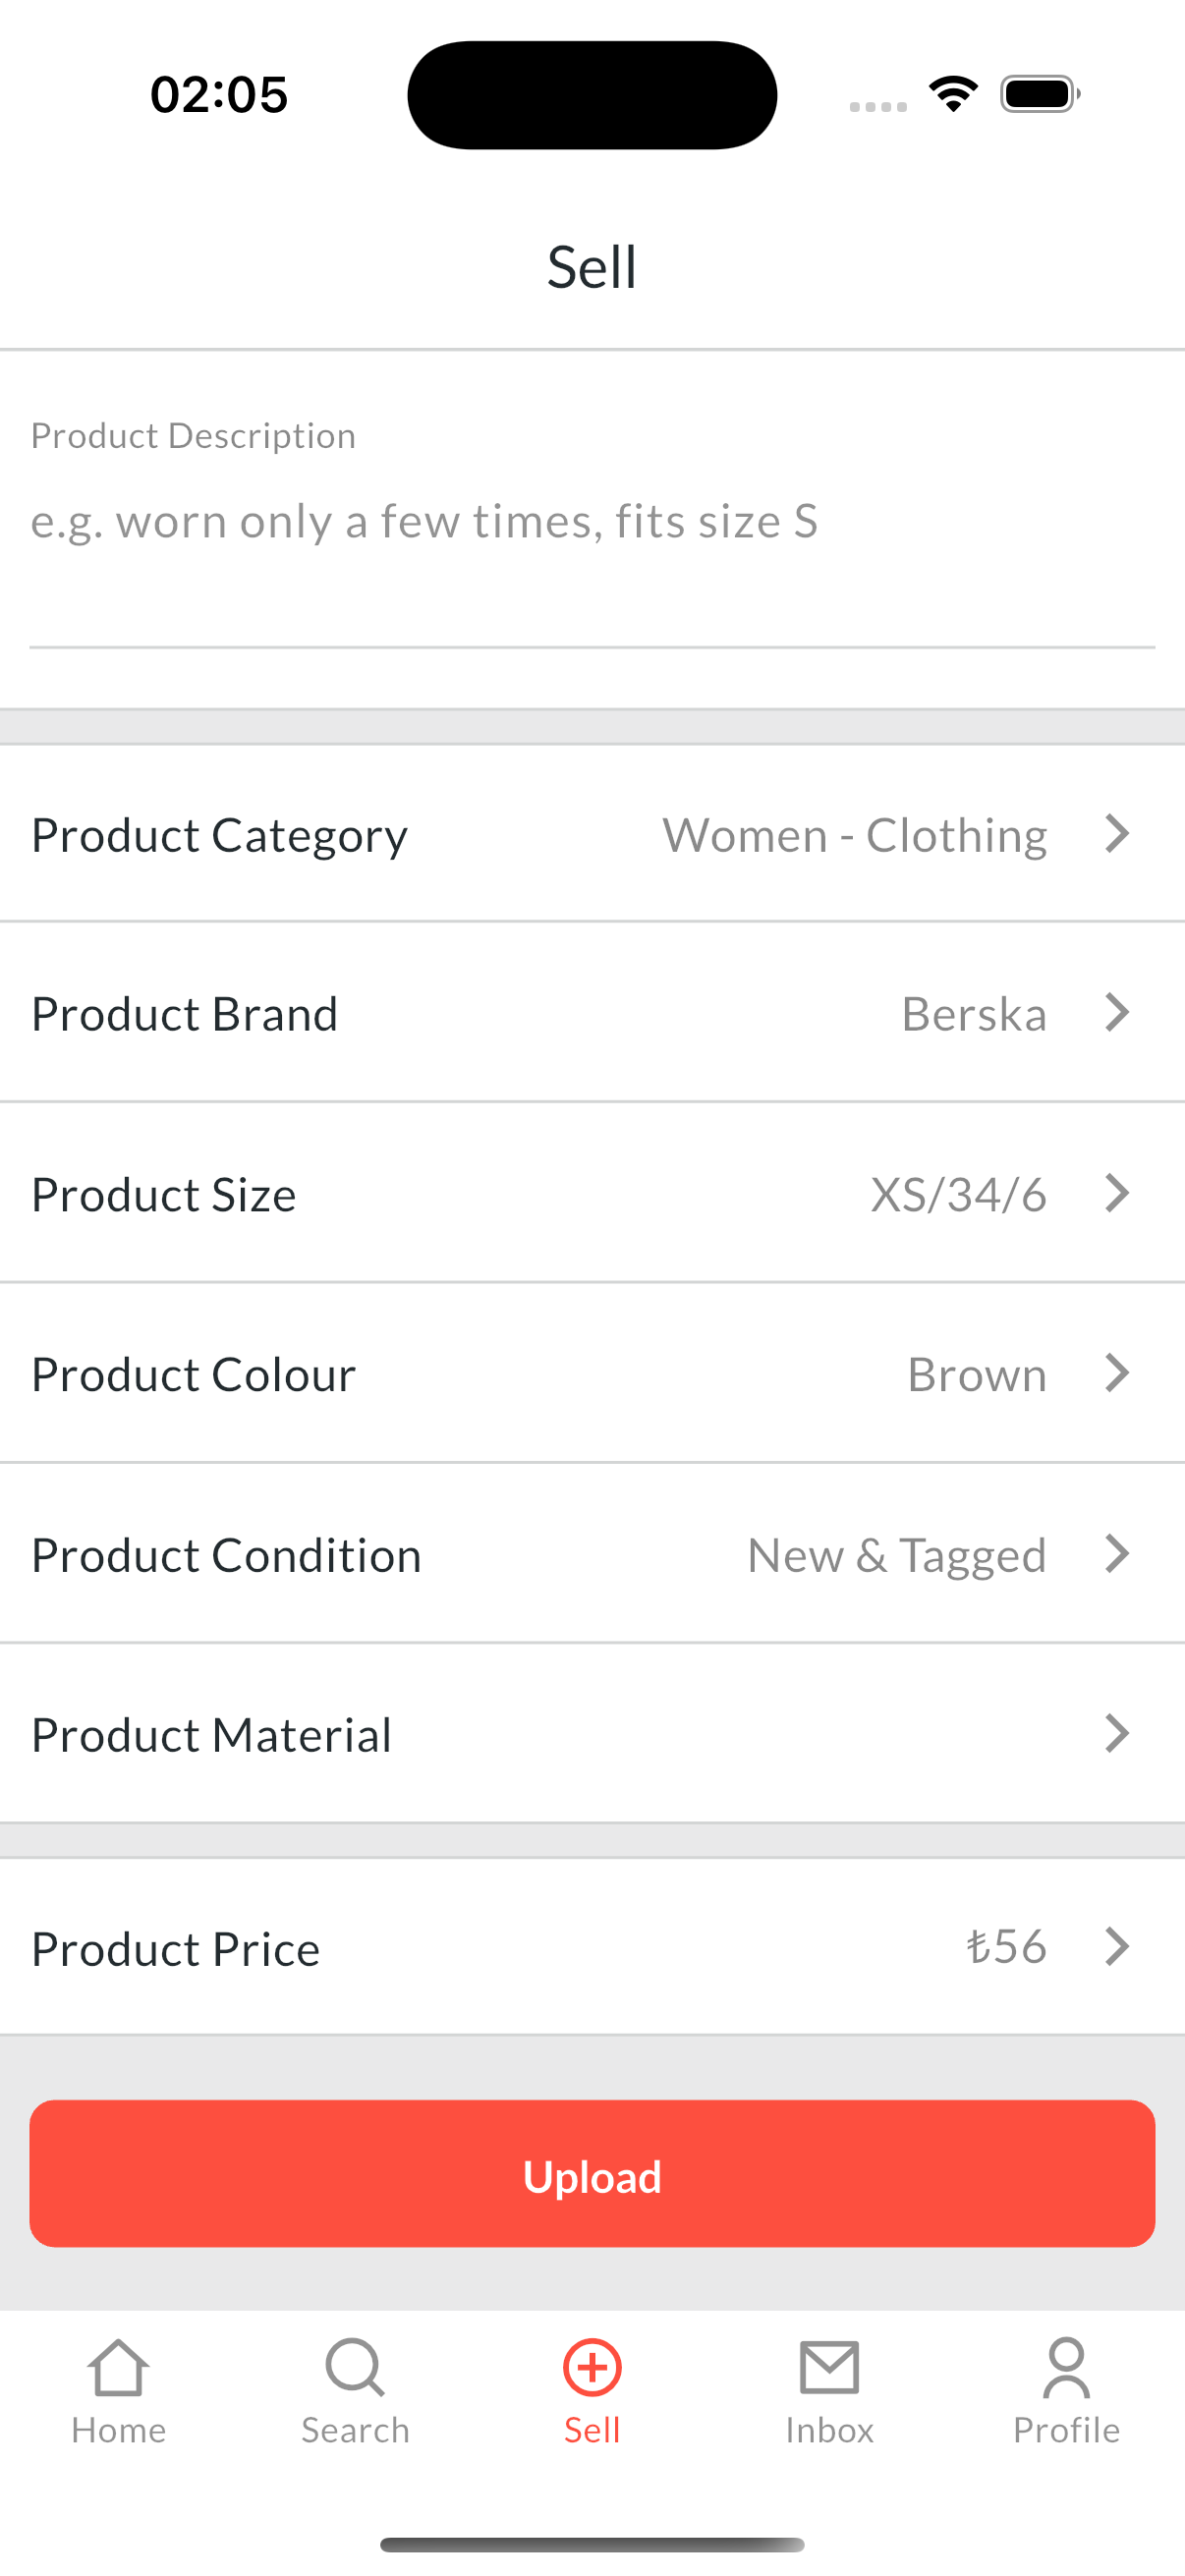 02:05
Sell
Product Description
e.g. worn only a few times, fits size S
Product Category Women - Clothing
Product Brand Berska
Product Size XS/34/6
Product Colour Brown
Product Condition New & Tagged
Product Material
Product Price ₺56
Upload
Home Search Sell Inbox Profile